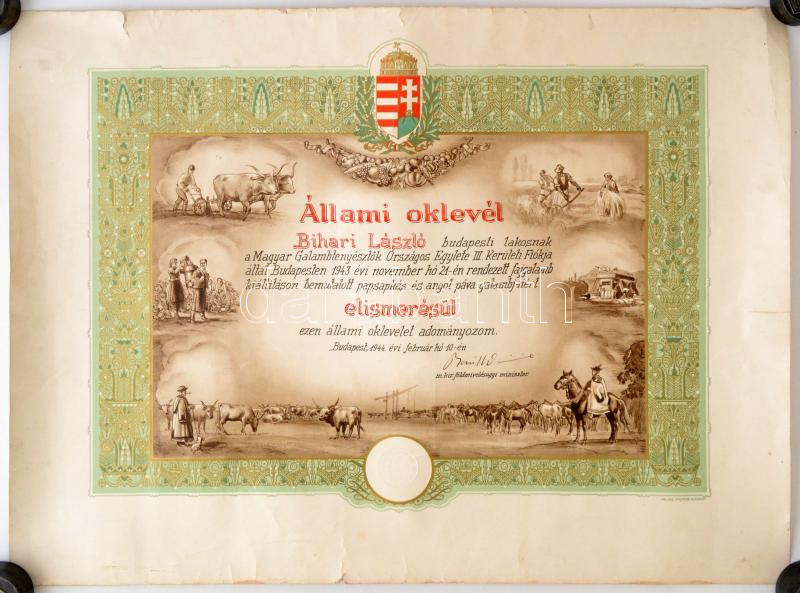 Állami oklevél
Bihari László budapesti lakosnak
a Magyar Galambtenyésztők Országos Egylete III. kerületi Fiókja
által Budapesten 1943 évi november hó 21-én rendezett fajgalamb
kiállításon bemutatott papsapkás és angol páva galambjaiért
elismerésül
ezen állami oklevelet adományozom.
Budapest, 1944. évi február hó 10-én
m. kir. földmívelésügyi miniszter